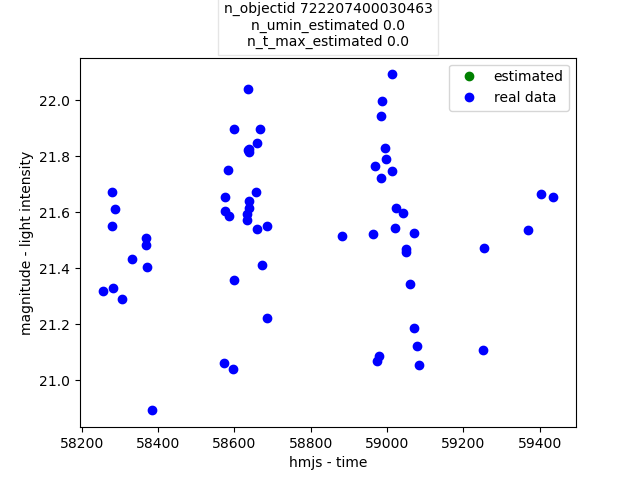 n_objectid 722207400030463
n_umin_estimated 0.0
n_t_max_estimated 0.0
estimated
real data
magnitude - light intensity
22.0
21.8
21.6
21.4
21.2
21.0
58200 58400 58600 58800 59000 59200 59400
hmjs - time